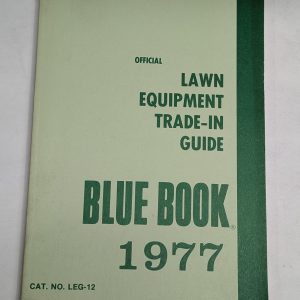 OFFICIAL
LAWN
EQUIPMENT
TRADE-IN
GUIDE
BLUE BOOK®
1977
CAT. NO. LEG-12